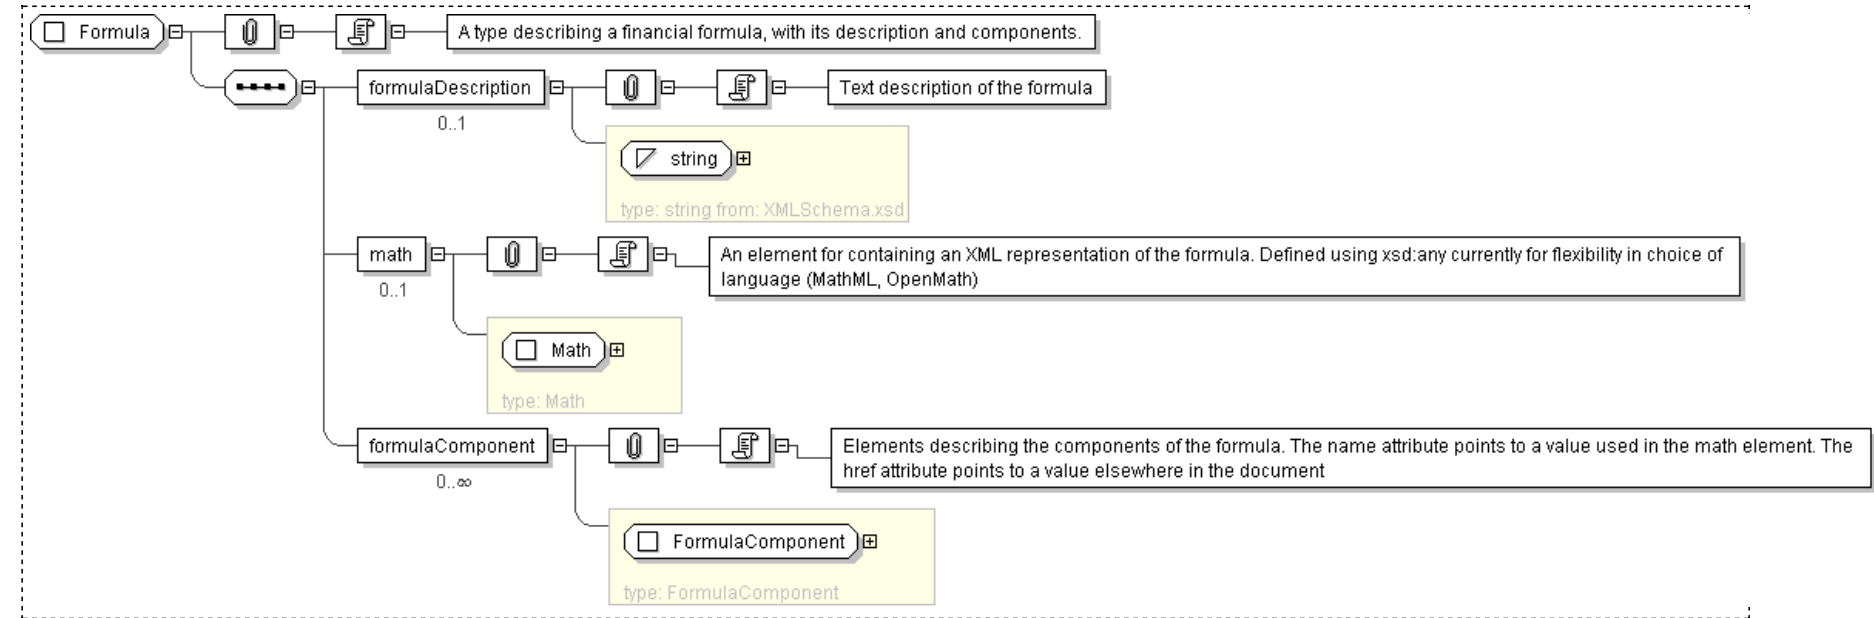 Formula
A type describing a financial formula, with its description and components.
formulaDescription
Text description of the formula
0..1
string
type: string from: XMLSchema.xsd
math
An element for containing an XML representation of the formula. Defined using xsd:any currently for flexibility in choice of
language (MathML, OpenMath)
0..1
Math
type: Math
formulaComponent
Elements describing the components of the formula. The name attribute points to a value used in the math element. The
href attribute points to a value elsewhere in the document
0..∞
FormulaComponent
type: FormulaComponent